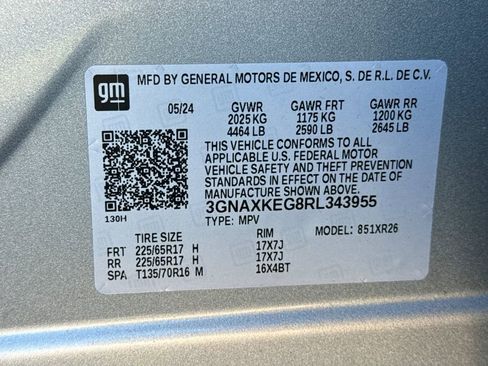 gm
MFD BY GENERAL MOTORS DE MEXICO, S. DE R.L. DE C.V.
05/24 GVWR GAWR FRT GAWR RR
2025 KG 1175 KG 1200 KG
4464 LB 2590 LB 2645 LB
THIS VEHICLE CONFORMS TO ALL
APPLICABLE U.S. FEDERAL MOTOR
VEHICLE SAFETY AND THEFT PREVENTION
STANDARDS IN EFFECT ON THE DATE OF
MANUFACTURE SHOWN ABOVE.
3GNAXKEG8RL343955
130H TYPE: MPV
TIRE SIZE RIM MODEL: 851XR26
FRT 225/65R17 H 17X7J
RR 225/65R17 H 17X7J
SPA T135/70R16 M 16X4BT